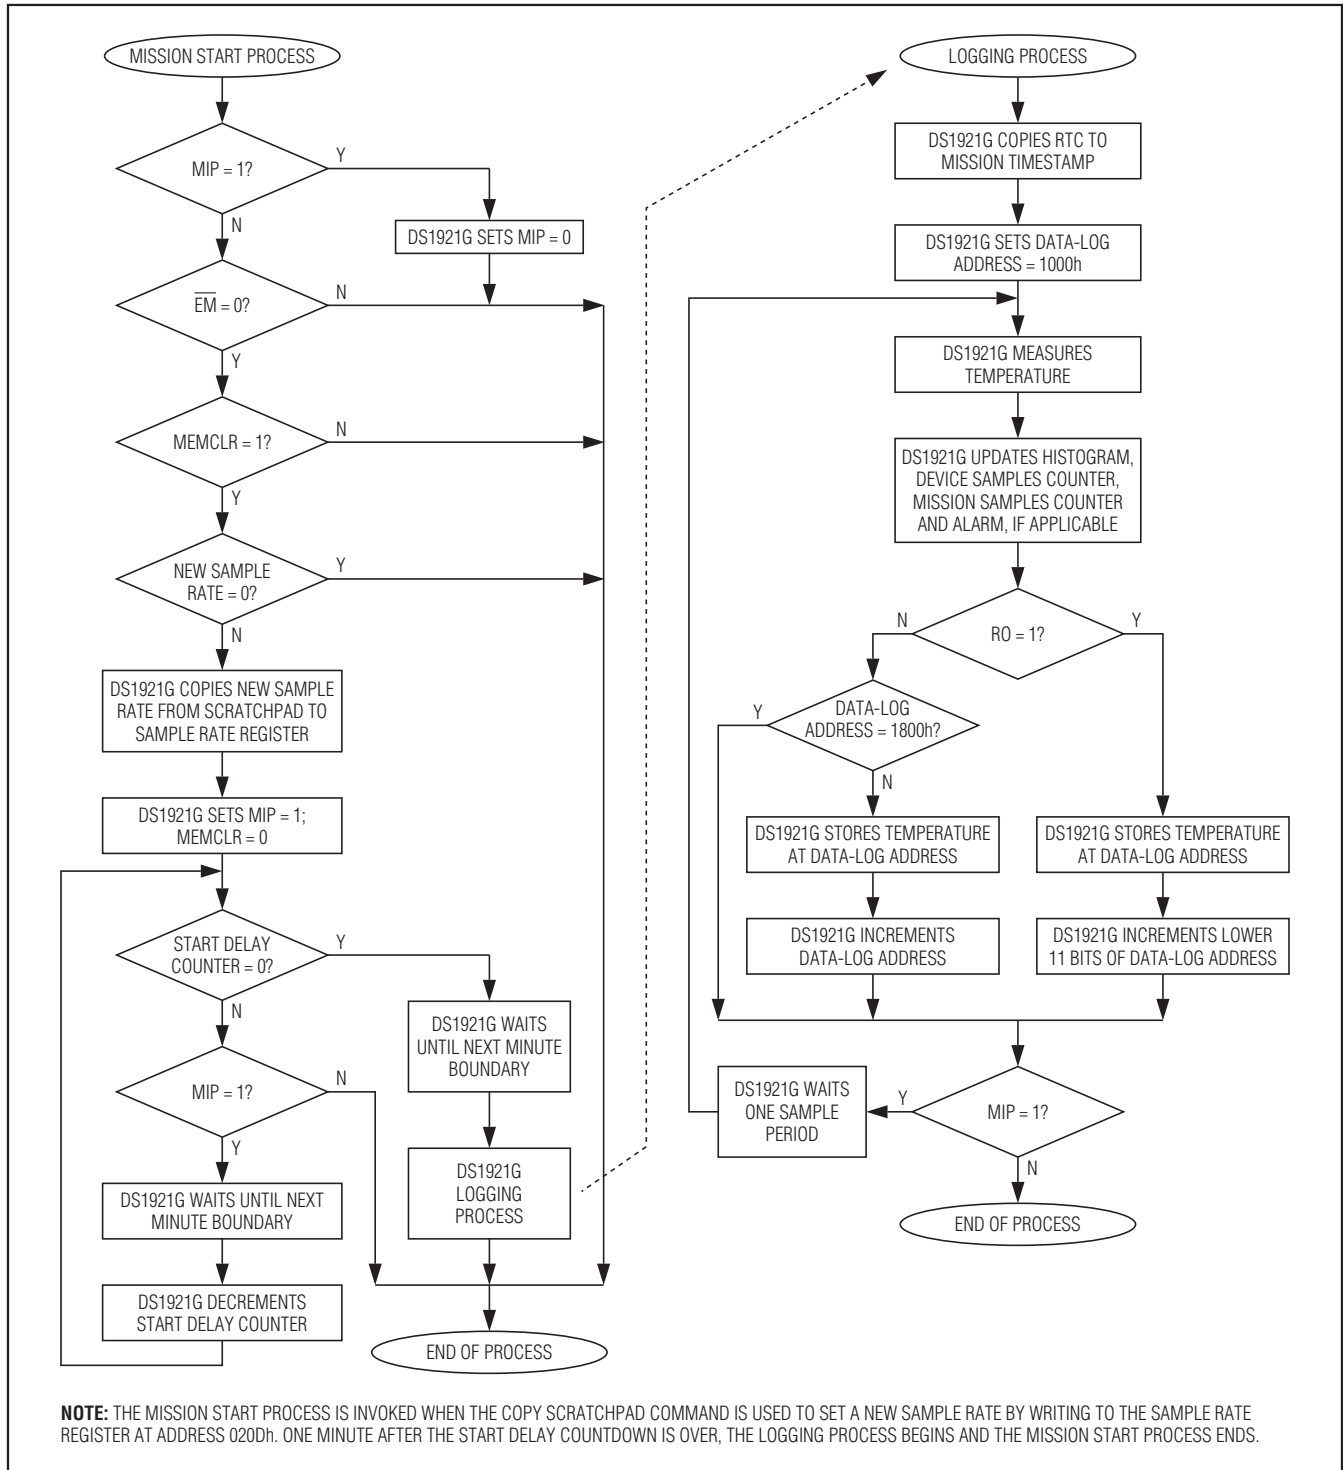 MISSION START PROCESS
MIP = 1?
Y
N
DS1921G SETS MIP = 0
EM = 0?
N
Y
MEMCLR = 1?
N
Y
NEW SAMPLE
RATE = 0?
Y
N
DS1921G COPIES NEW SAMPLE
RATE FROM SCRATCHPAD TO
SAMPLE RATE REGISTER
DS1921G SETS MIP = 1;
MEMCLR = 0
START DELAY
COUNTER = 0?
Y
N
DS1921G WAITS
UNTIL NEXT MINUTE
BOUNDARY
MIP = 1?
N
Y
DS1921G
LOGGING
PROCESS
DS1921G WAITS UNTIL NEXT
MINUTE BOUNDARY
DS1921G DECREMENTS
START DELAY COUNTER
END OF PROCESS
LOGGING PROCESS
DS1921G COPIES RTC TO
MISSION TIMESTAMP
DS1921G SETS DATA-LOG
ADDRESS = 1000h
DS1921G MEASURES
TEMPERATURE
DS1921G UPDATES HISTOGRAM,
DEVICE SAMPLES COUNTER,
MISSION SAMPLES COUNTER
AND ALARM, IF APPLICABLE
RO = 1?
N
Y
DATA-LOG
ADDRESS = 1800h?
Y
N
DS1921G STORES TEMPERATURE
AT DATA-LOG ADDRESS
DS1921G INCREMENTS
DATA-LOG ADDRESS
DS1921G STORES TEMPERATURE
AT DATA-LOG ADDRESS
DS1921G INCREMENTS LOWER
11 BITS OF DATA-LOG ADDRESS
MIP = 1?
Y
N
DS1921G WAITS
ONE SAMPLE
PERIOD
END OF PROCESS
NOTE: THE MISSION START PROCESS IS INVOKED WHEN THE COPY SCRATCHPAD COMMAND IS USED TO SET A NEW SAMPLE RATE BY WRITING TO THE SAMPLE RATE
REGISTER AT ADDRESS 020Dh. ONE MINUTE AFTER THE START DELAY COUNTDOWN IS OVER, THE LOGGING PROCESS BEGINS AND THE MISSION START PROCESS ENDS.